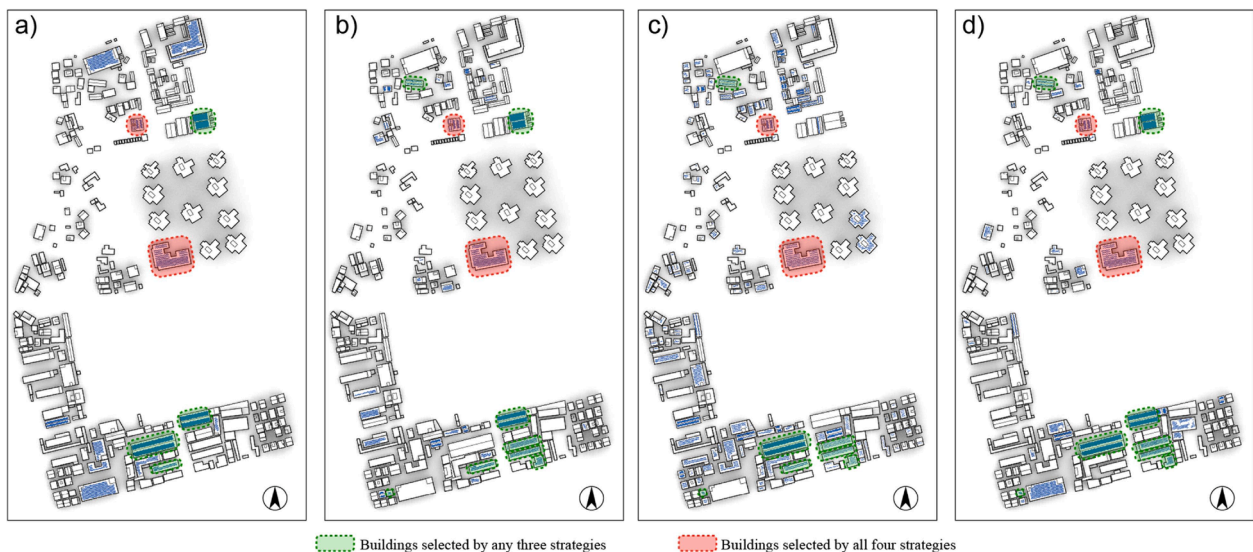 a)
b)
c)
d)
Buildings selected by any three strategies
Buildings selected by all four strategies